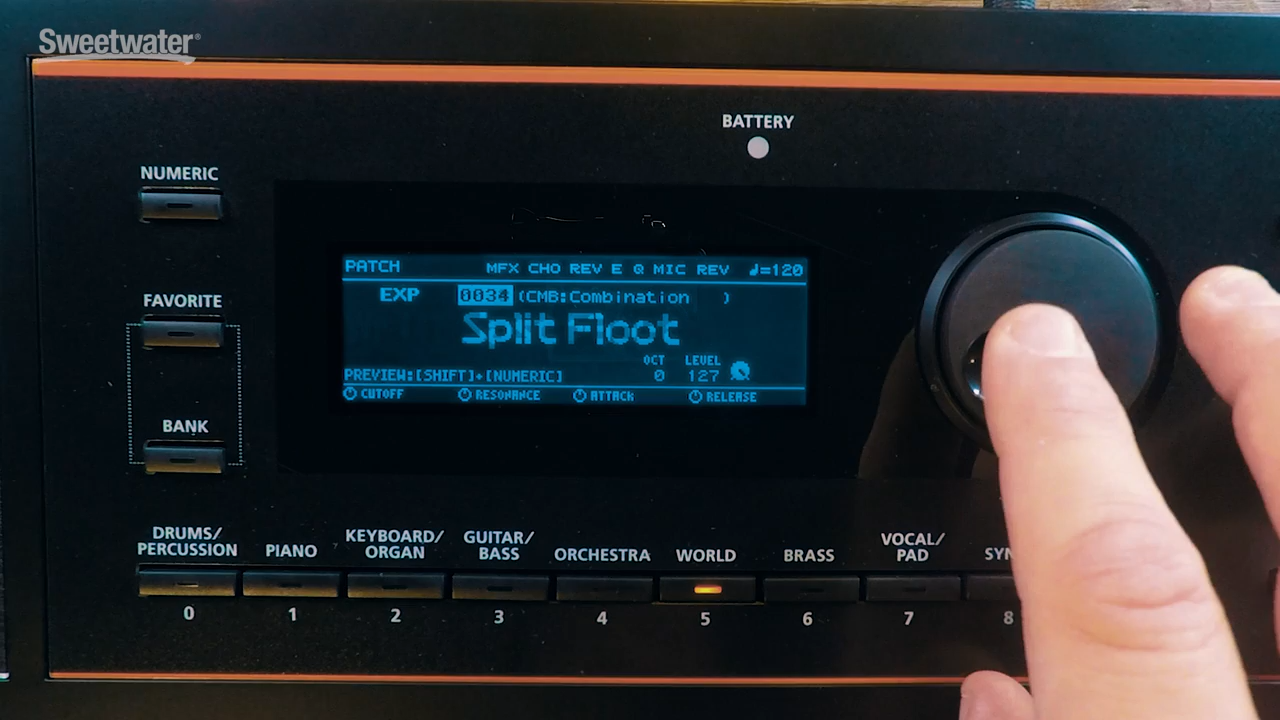 Sweetwater®
BATTERY
NUMERIC
PATCH MFX CHO REV E Q MIC REV ♩=120
EXP 0034 (CMB:Combination )
Split Floot
OCT LEVEL
PREVIEW:[SHIFT]+[NUMERIC] 0 127
CUTOFF RESONANCE ATTACK RELEASE
FAVORITE
BANK
DRUMS/
PERCUSSION
PIANO
KEYBOARD/
ORGAN
GUITAR/
BASS
ORCHESTRA
WORLD
BRASS
VOCAL/
PAD
SYN
0 1 2 3 4 5 6 7 8